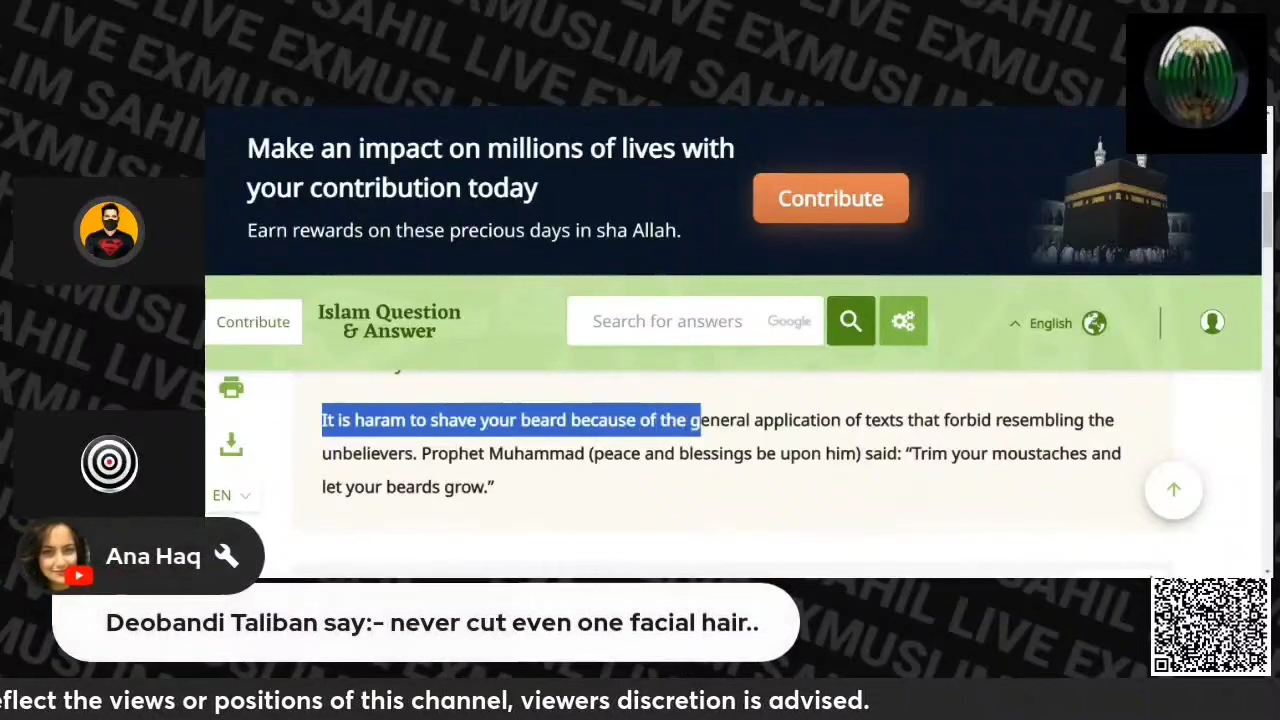 Make an impact on millions of lives with
your contribution today
Contribute
Earn rewards on these precious days in sha Allah.
Contribute
Islam Question
& Answer
Search for answers
Google
English
It is haram to shave your beard because of the general application of texts that forbid resembling the
unbelievers. Prophet Muhammad (peace and blessings be upon him) said: “Trim your moustaches and
let your beards grow.”
EN
Ana Haq
Deobandi Taliban say:- never cut even one facial hair..
eflect the views or positions of this channel, viewers discretion is advised.